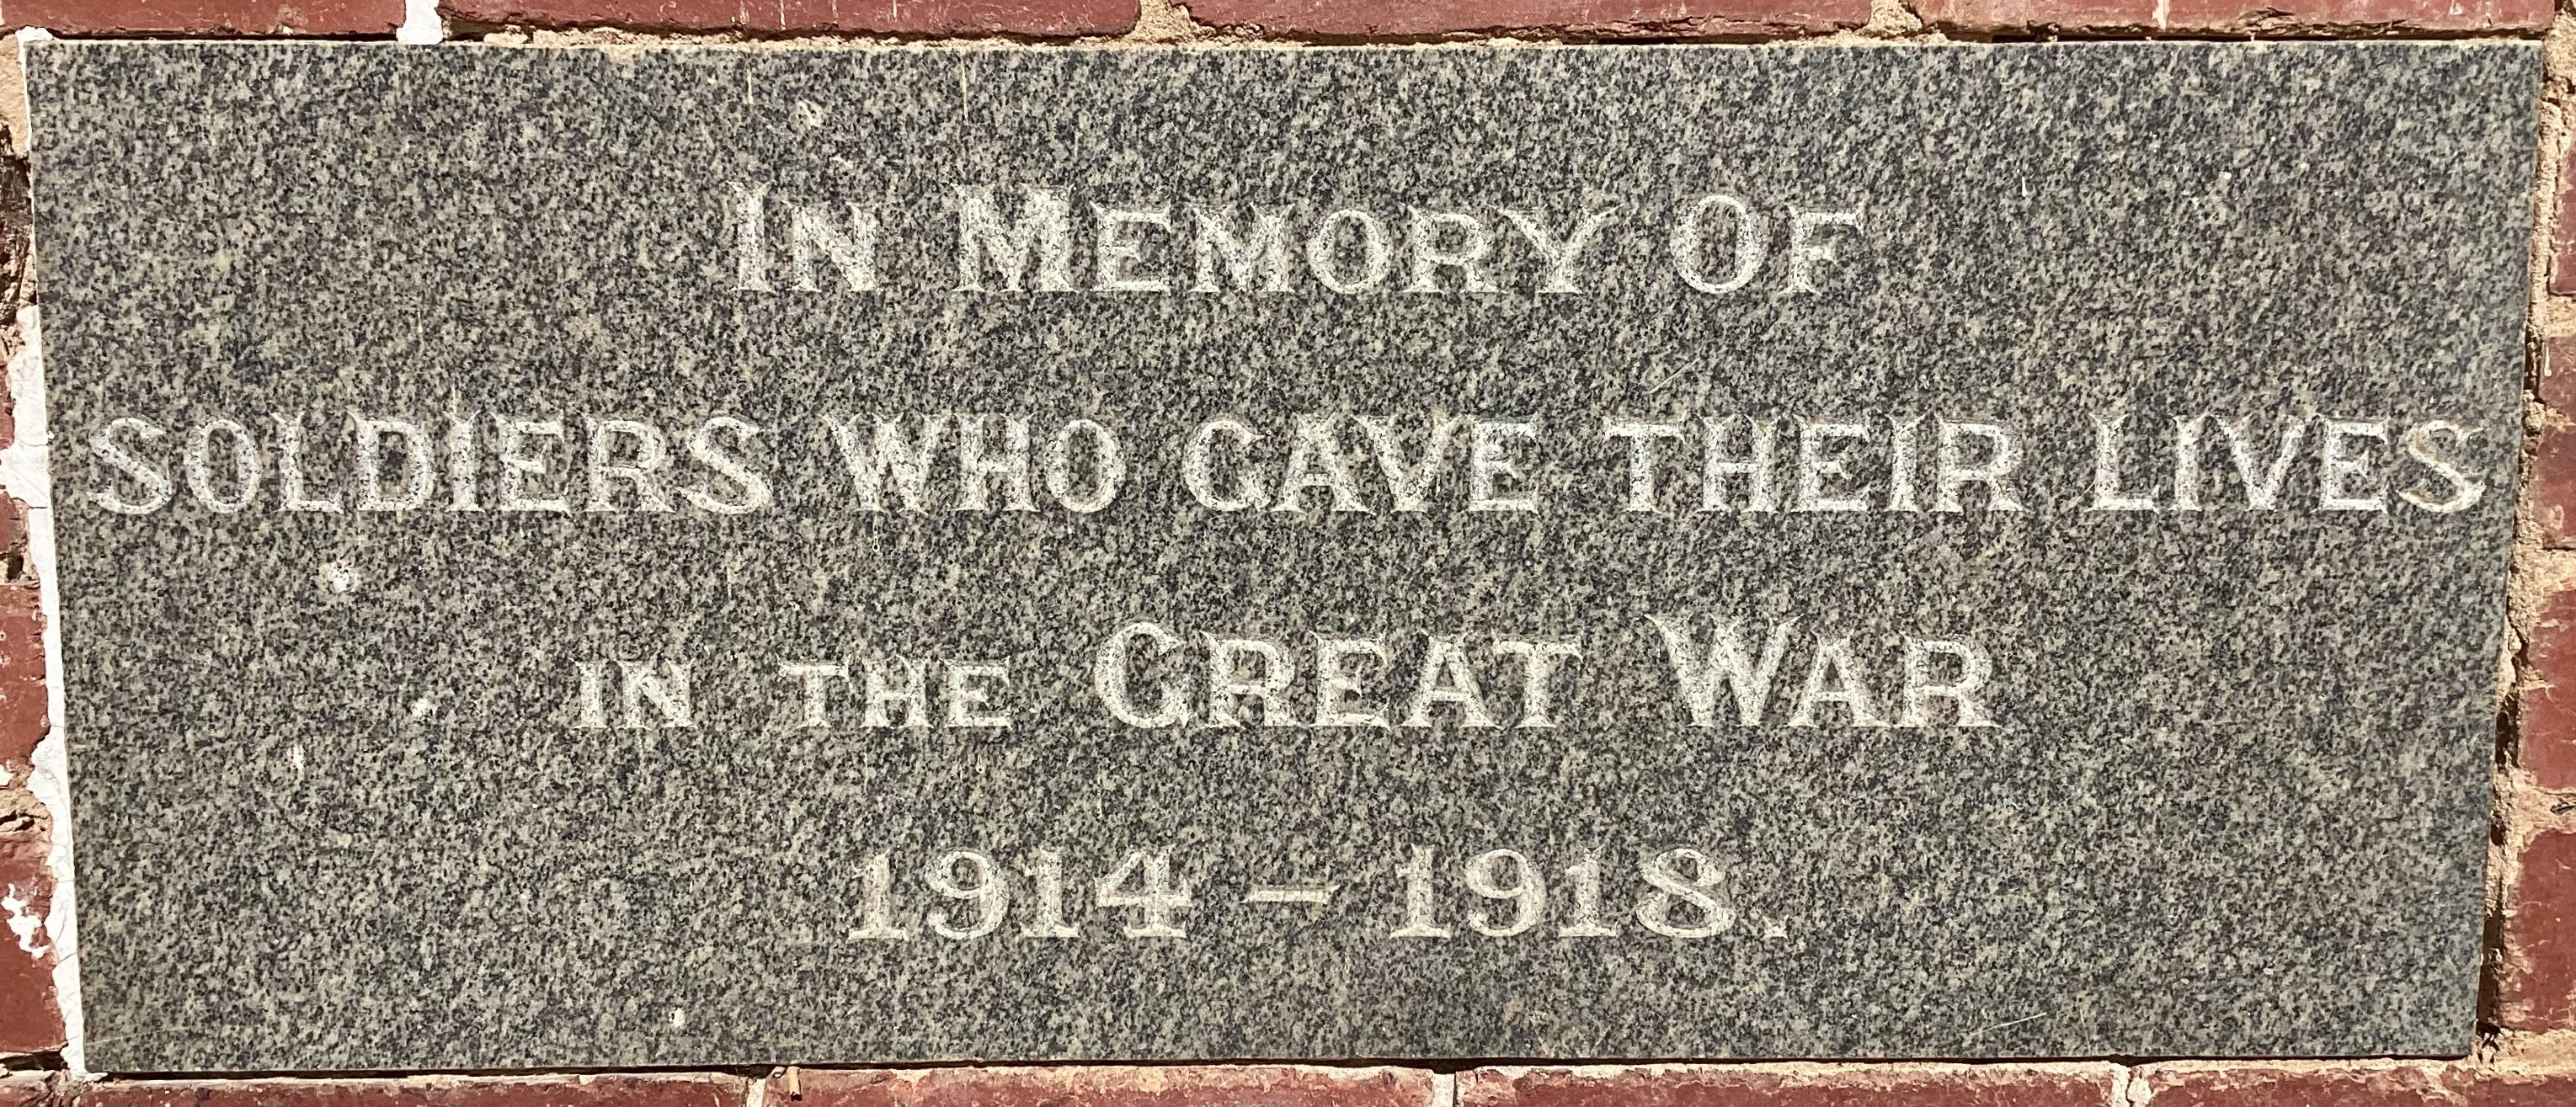 In Memory Of
SOLDIERS WHO GAVE THEIR LIVES
IN THE GREAT WAR
1914 – 1918.